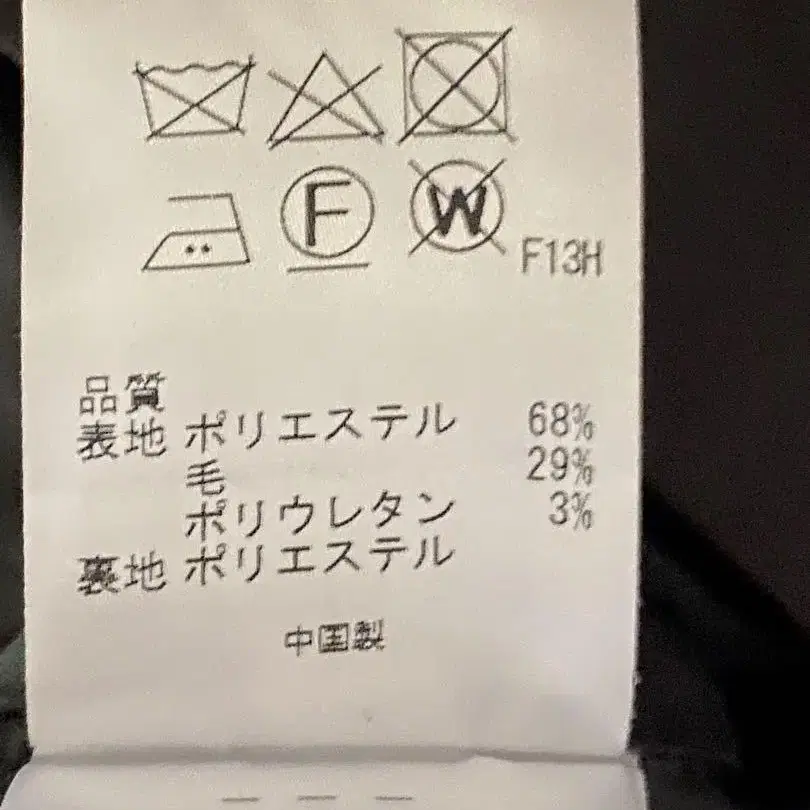 F W F13H
品質
表地 ポリエステル 68%
毛 29%
ポリウレタン 3%
裏地 ポリエステル
中国製